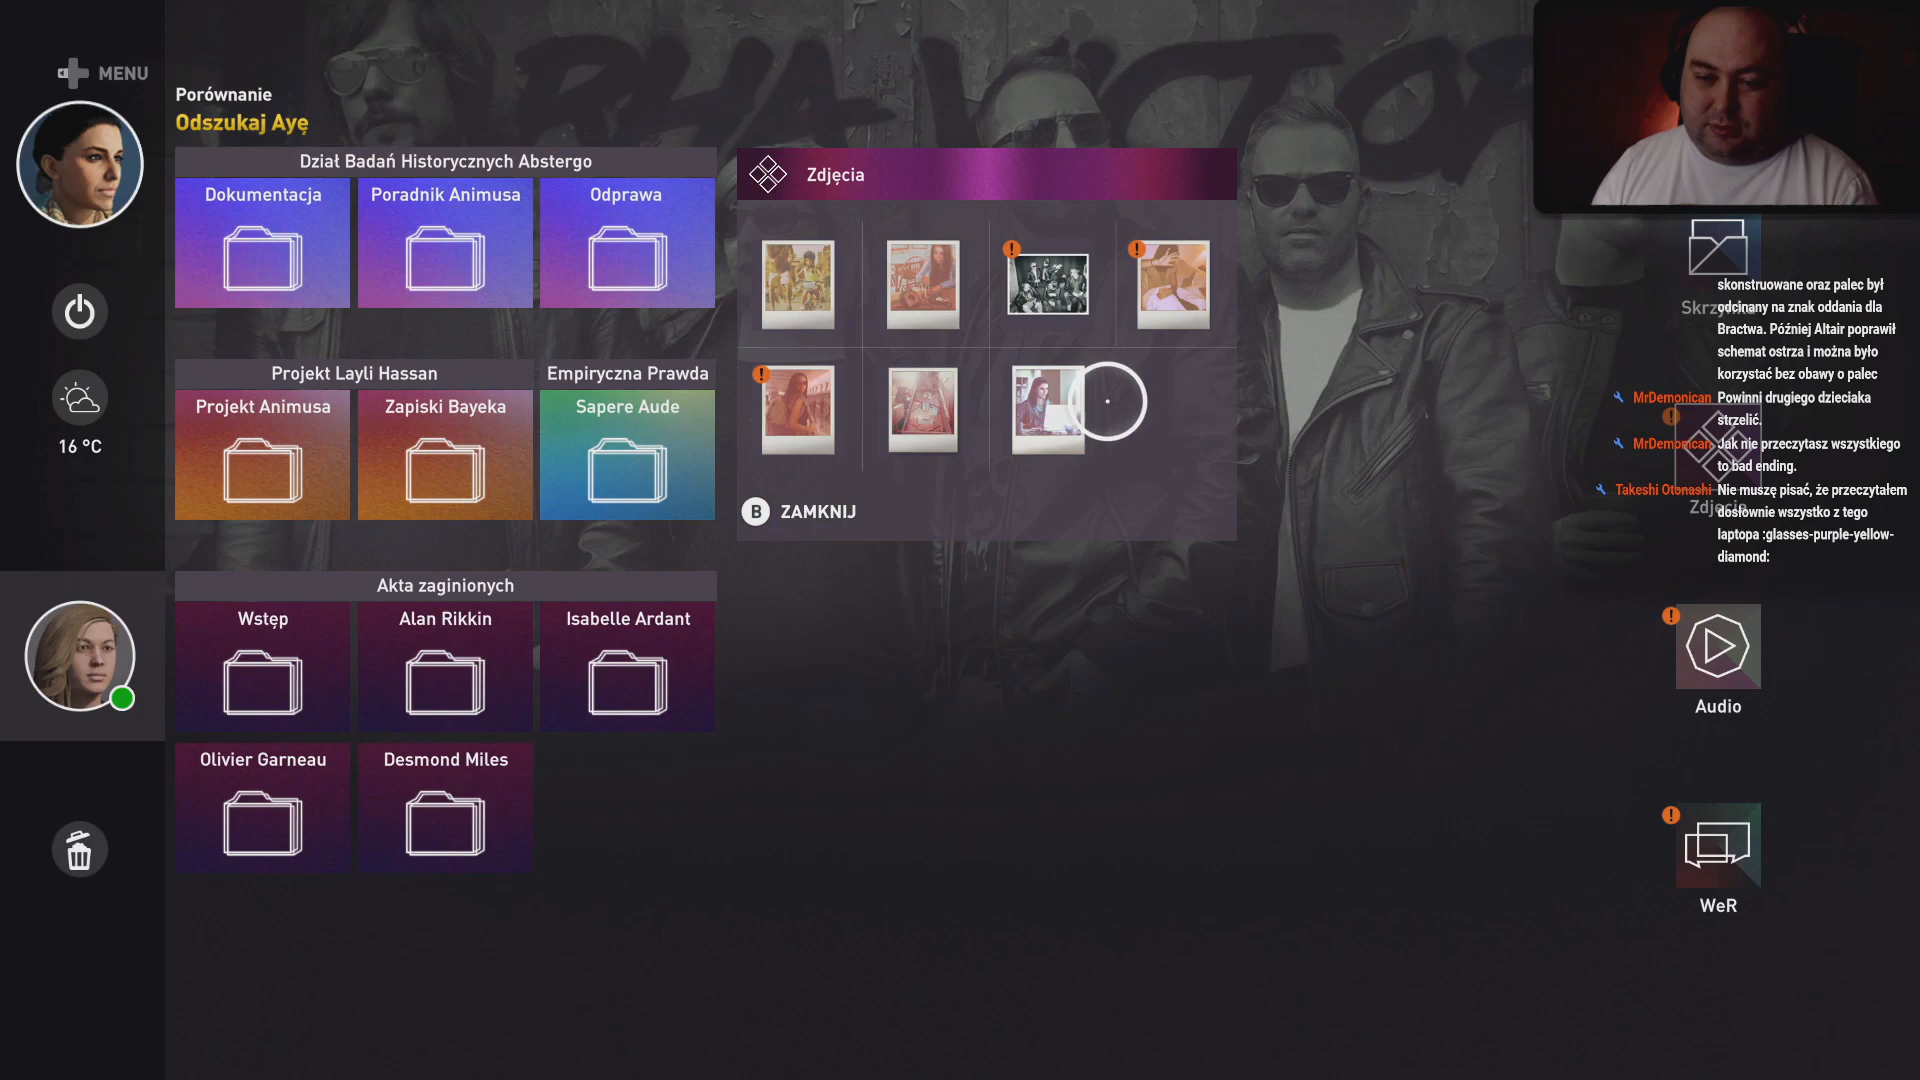 MENU
Porównanie
Odszukaj Ayę
Dział Badań Historycznych Abstergo
Dokumentacja
Poradnik Animusa
Odprawa
Projekt Layli Hassan
Empiryczna Prawda
Projekt Animusa
Zapiski Bayeka
Sapere Aude
16 °C
Akta zaginionych
Wstęp
Alan Rikkin
Isabelle Ardant
Olivier Garneau
Desmond Miles
Zdjęcia
B ZAMKNIJ
skonstruowane oraz palec był
odcinany na znak oddania dla
Bractwa. Później Altair poprawił
schemat ostrza i można było
korzystać bez obawy o palec
MrDemonican Powinni drugiego dzieciaka
strzelić.
MrDemonican Jak nie przeczytasz wszystkiego
to bad ending.
Takeshi Otonashi Nie muszę pisać, że przeczytałem
dosłownie wszystko z tego
laptopa :glasses-purple-yellow-
diamond:
Zdjęcia
Audio
WeR